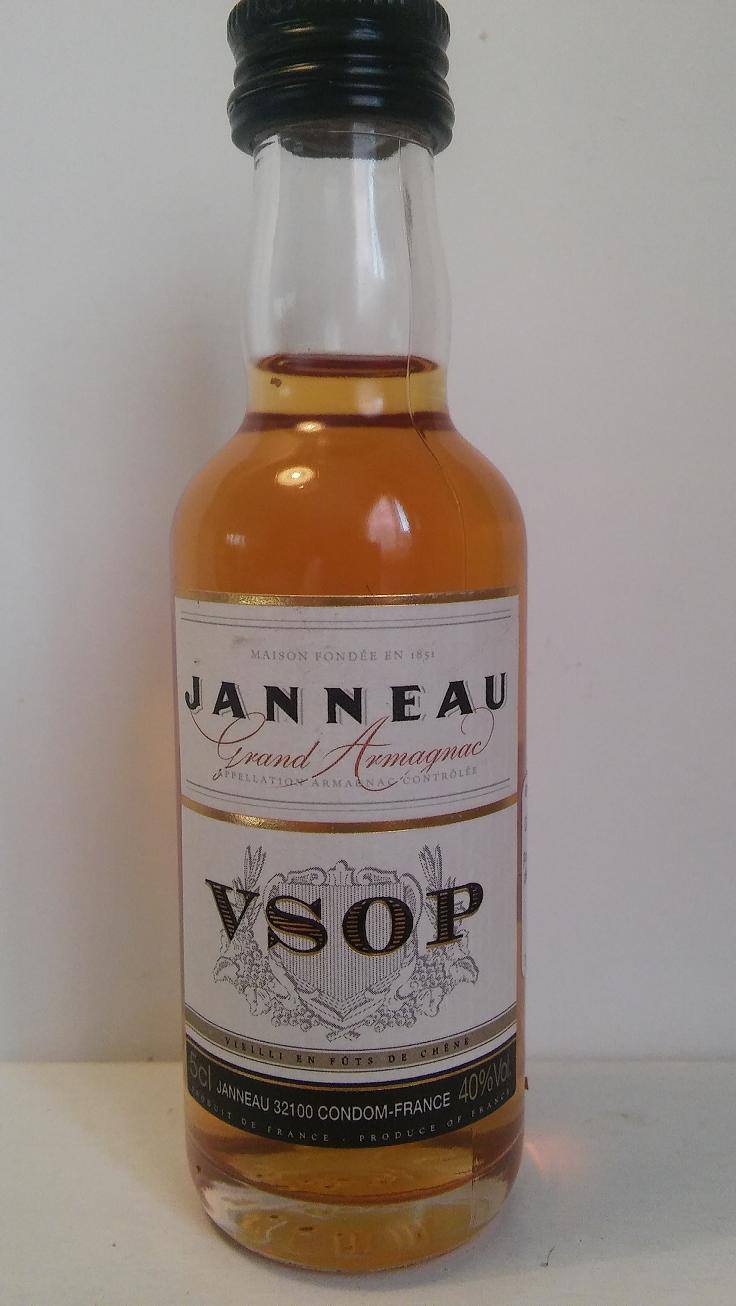 MAISON FONDÉE EN 1851
JANNEAU
Grand Armagnac
APPELLATION ARMAGNAC CONTRÔLÉE
VSOP
VIEILLI EN FÛTS DE CHÊNE
5cl JANNEAU 32100 CONDOM-FRANCE 40%Vol.
PRODUIT DE FRANCE · PRODUCE OF FRANCE